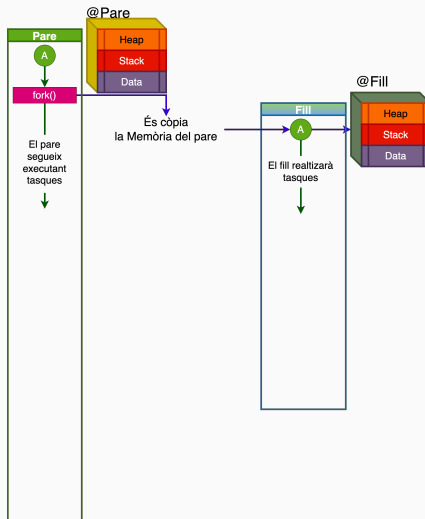 @Pare
Pare
A
Heap
Stack
Data
fork()
És còpia
la Memòria del pare
El pare
segueix
executant
tasques
@Fill
Fill
A
Heap
Stack
Data
El fill realtizarà
tasques